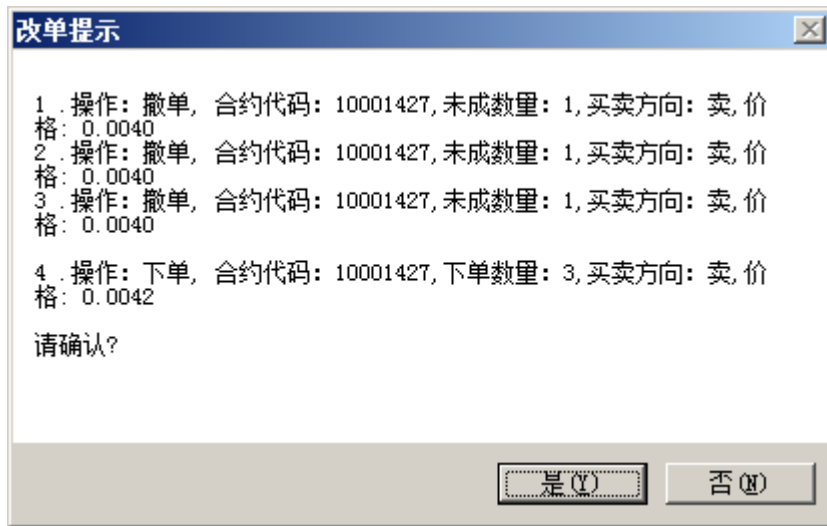 改单提示
1 .操作：撤单, 合约代码：10001427,未成数量：1,买卖方向：卖,价
格：0.0040
2 .操作：撤单, 合约代码：10001427,未成数量：1,买卖方向：卖,价
格：0.0040
3 .操作：撤单, 合约代码：10001427,未成数量：1,买卖方向：卖,价
格：0.0040
4 .操作：下单, 合约代码：10001427,下单数量：3,买卖方向：卖,价
格：0.0042
请确认?
是(Y) 否(N)